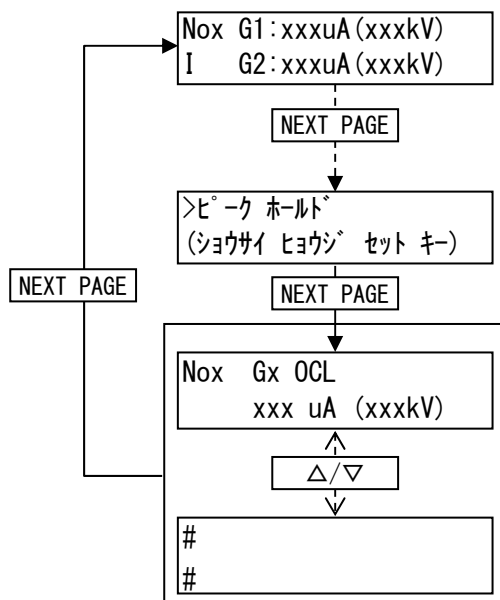 Nox G1:xxxuA(xxxkV)
I G2:xxxuA(xxxkV)
NEXT PAGE
>ピーク ホールド
(ショウサイ ヒョウジ セット キー)
NEXT PAGE
NEXT PAGE
Nox Gx OCL
xxx uA (xxxkV)
△/▽
#
#